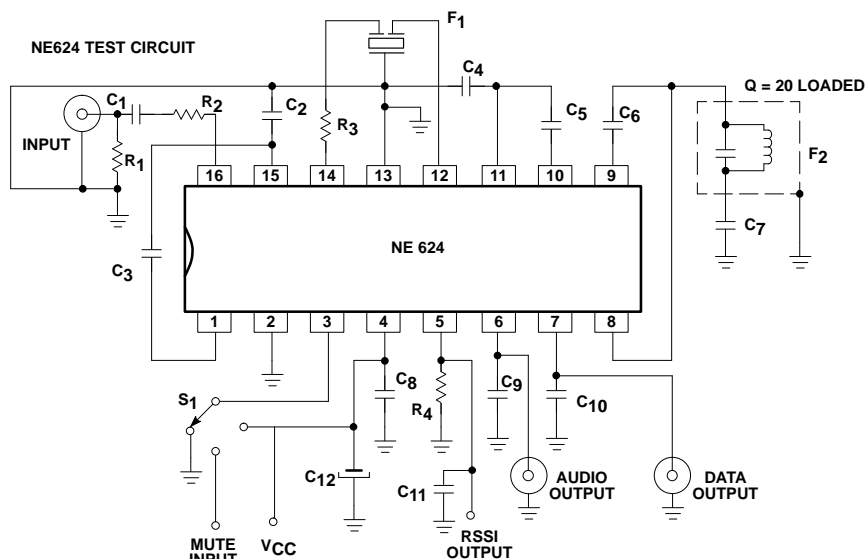 NE624 TEST CIRCUIT
F1
C4
Q = 20 LOADED
C1
R2
C2
R3
C5
C6
F2
INPUT
R1
C7
16 15 14 13 12 11 10 9
NE 624
C3
1 2 3 4 5 6 7 8
S1
C8
R4
C9
C10
C12
C11
AUDIO
OUTPUT
DATA
OUTPUT
MUTE
INPUT
VCC
RSSI
OUTPUT